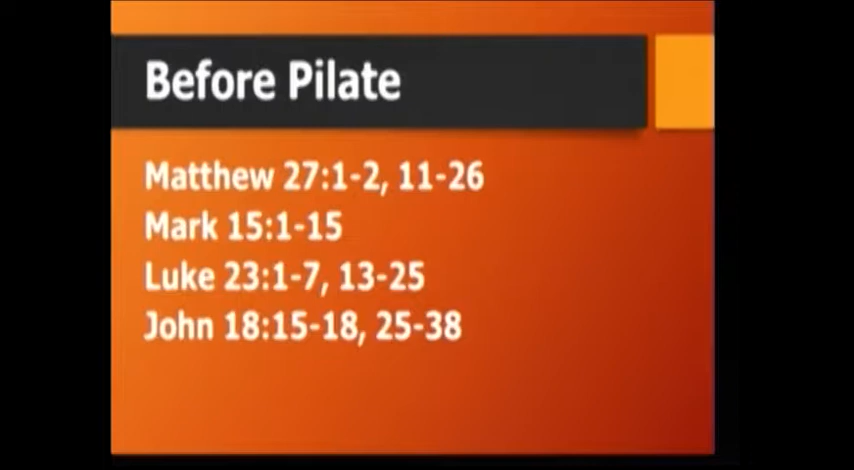 Before Pilate
Matthew 27:1-2, 11-26
Mark 15:1-15
Luke 23:1-7, 13-25
John 18:15-18, 25-38